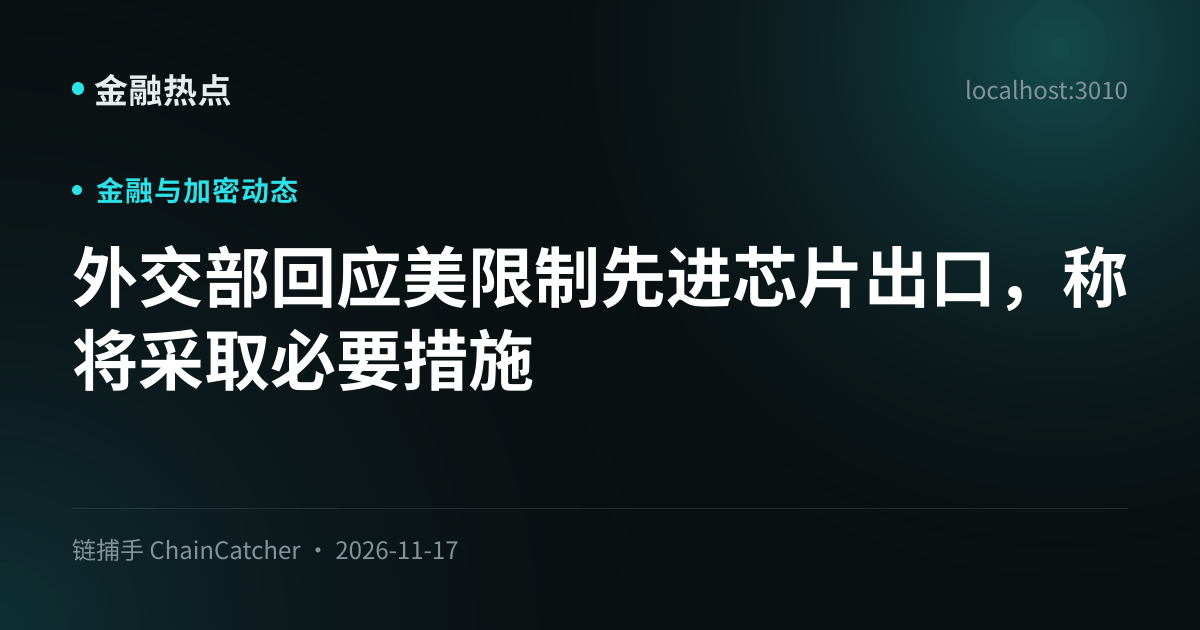 金融热点
localhost:3010
金融与加密动态
外交部回应美限制先进芯片出口，称
将采取必要措施
链捕手 ChainCatcher · 2026-11-17